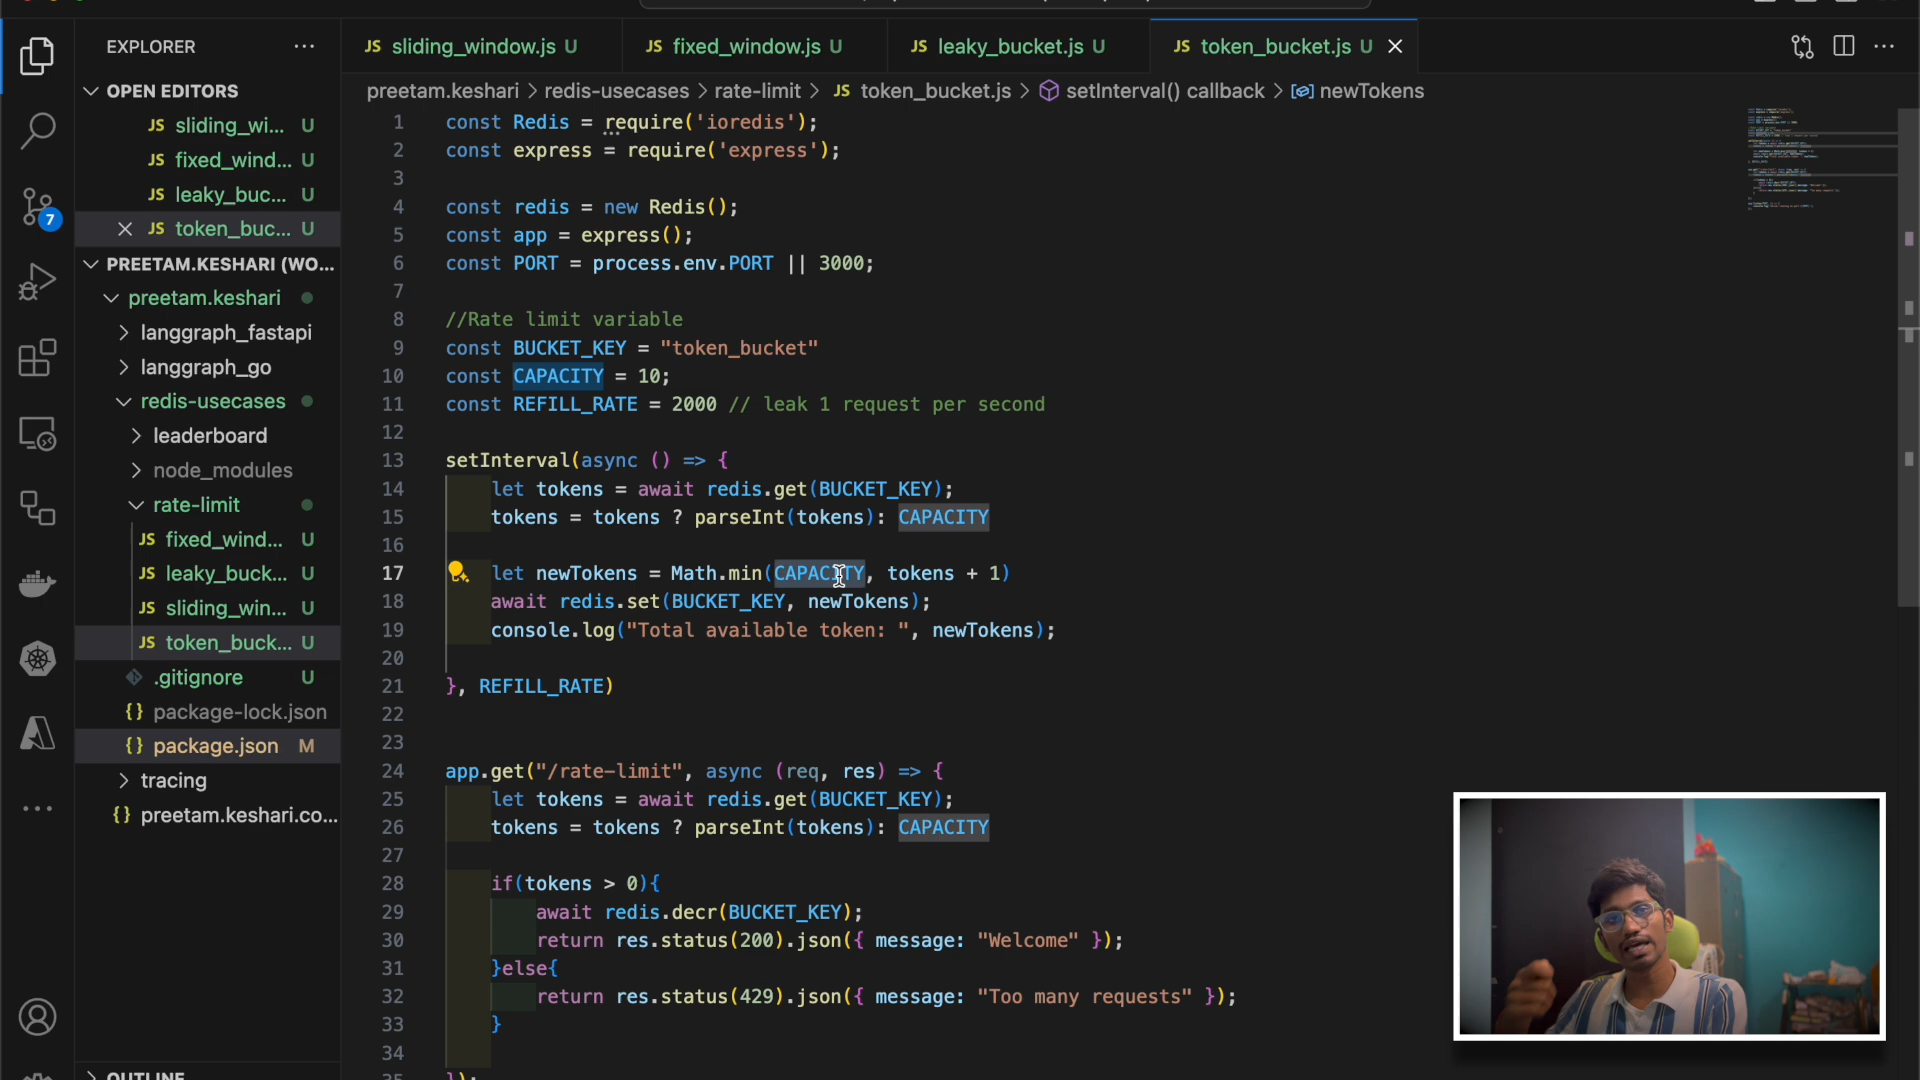 EXPLORER
OPEN EDITORS
JS sliding_wi... U
JS fixed_wind... U
JS leaky_buc... U
JS token_buc... U
PREETAM.KESHARI (WO...
preetam.keshari
langgraph_fastapi
langgraph_go
redis-usecases
leaderboard
node_modules
rate-limit
JS fixed_wind... U
JS leaky_buck... U
JS sliding_win... U
JS token_buck... U
.gitignore U
{} package-lock.json
{} package.json M
tracing
{} preetam.keshari.co...
OUTLINE
7
JS sliding_window.js U
JS fixed_window.js U
JS leaky_bucket.js U
JS token_bucket.js U
preetam.keshari > redis-usecases > rate-limit > JS token_bucket.js > setInterval() callback > newTokens
1 const Redis = require('ioredis');
2 const express = require('express');
3
4 const redis = new Redis();
5 const app = express();
6 const PORT = process.env.PORT || 3000;
7
8 //Rate limit variable
9 const BUCKET_KEY = "token_bucket"
10 const CAPACITY = 10;
11 const REFILL_RATE = 2000 // leak 1 request per second
12
13 setInterval(async () => {
14 let tokens = await redis.get(BUCKET_KEY);
15 tokens = tokens ? parseInt(tokens): CAPACITY
16
17 let newTokens = Math.min(CAPACITY, tokens + 1)
18 await redis.set(BUCKET_KEY, newTokens);
19 console.log("Total available token: ", newTokens);
20
21 }, REFILL_RATE)
22
23
24 app.get("/rate-limit", async (req, res) => {
25 let tokens = await redis.get(BUCKET_KEY);
26 tokens = tokens ? parseInt(tokens): CAPACITY
27
28 if(tokens > 0){
29 await redis.decr(BUCKET_KEY);
30 return res.status(200).json({ message: "Welcome" });
31 }else{
32 return res.status(429).json({ message: "Too many requests" });
33 }
34
35 });